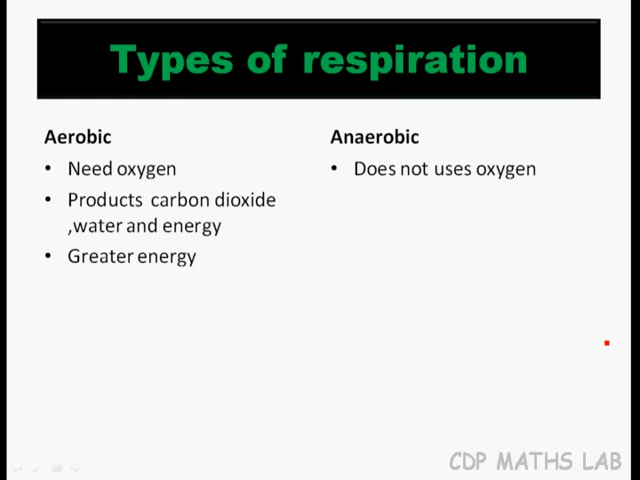 Types of respiration
Aerobic
• Need oxygen
• Products carbon dioxide
,water and energy
• Greater energy
Anaerobic
• Does not uses oxygen
CDP MATHS LAB